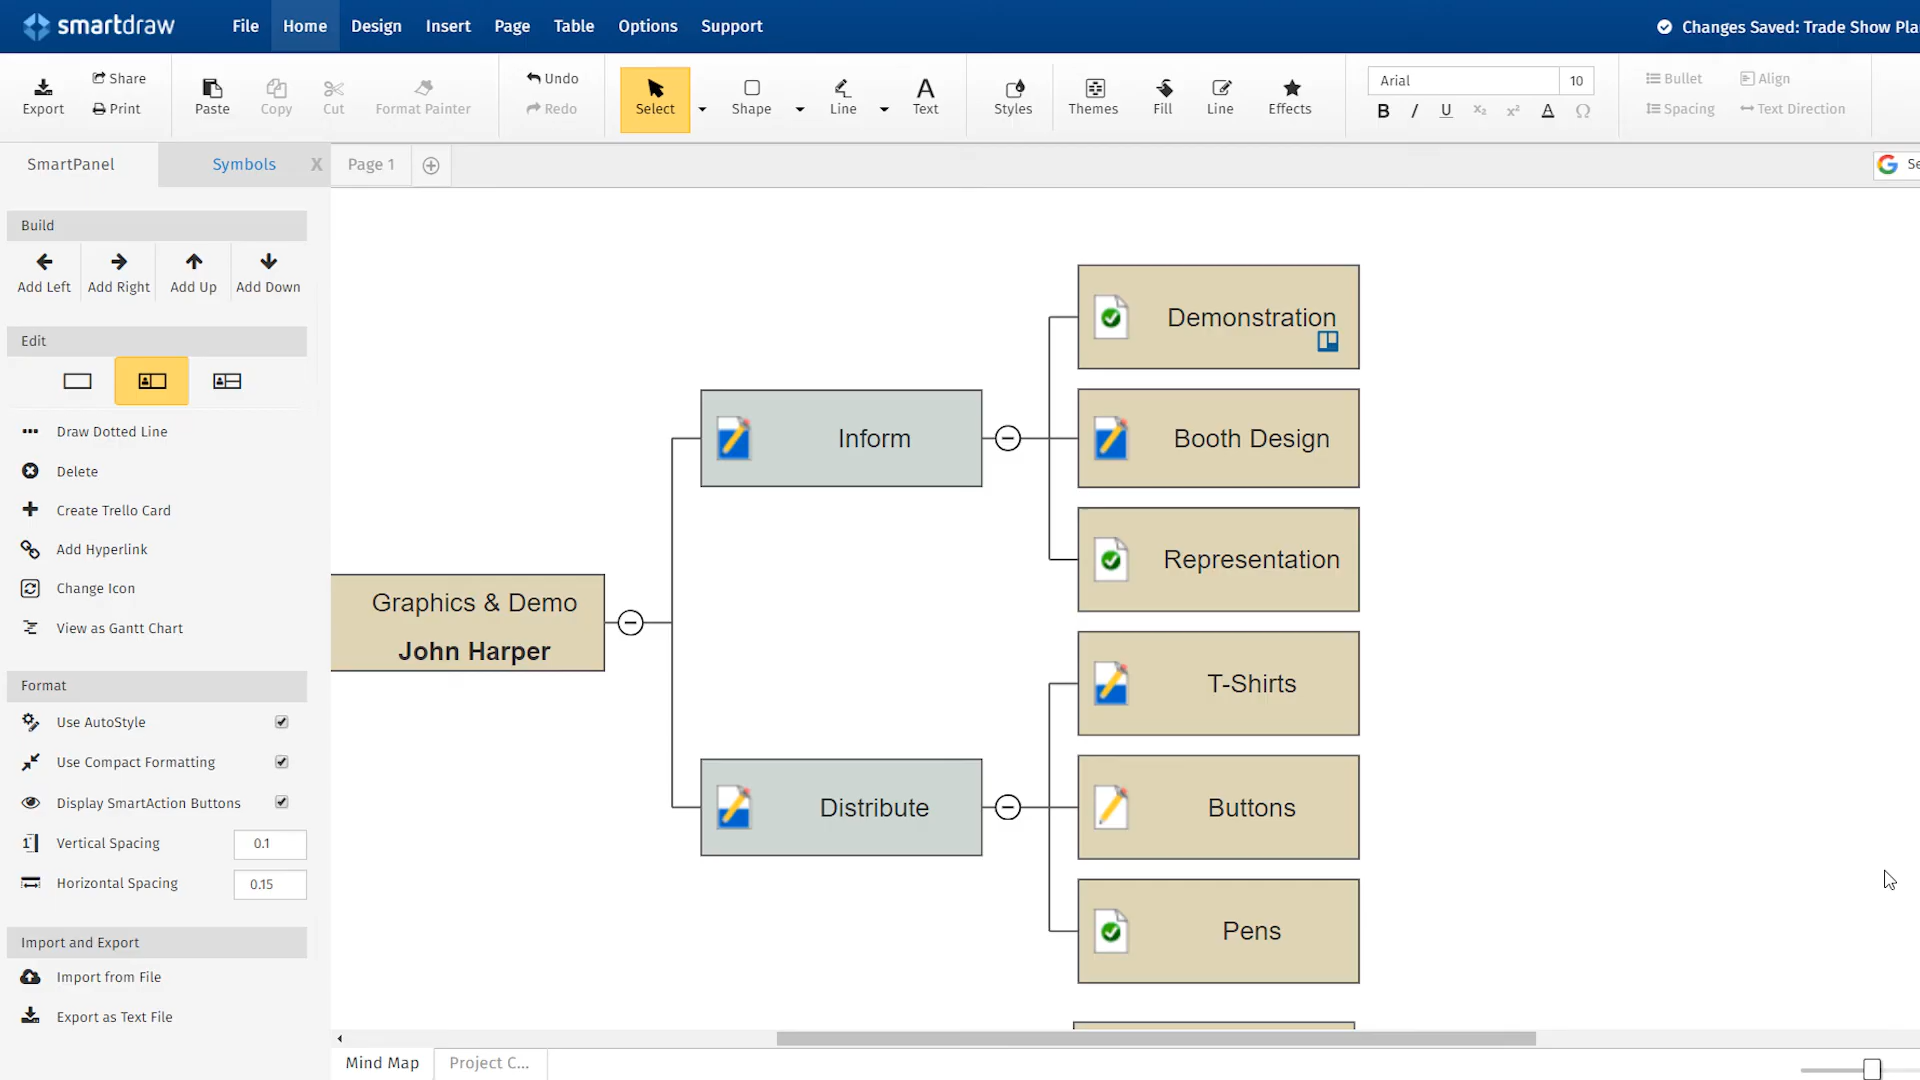 smartdraw
File Home Design Insert Page Table Options Support
Changes Saved: Trade Show Pla
Export Share Print
Paste Copy Cut Format Painter
Undo Redo
Select Shape Line Text
Styles Themes Fill Line Effects
Arial 10
B / U X₂ X² A Ω
Bullet Align
Spacing Text Direction
SmartPanel Symbols X Page 1
Se
Build
Add Left Add Right Add Up Add Down
Edit
Draw Dotted Line
Delete
Create Trello Card
Add Hyperlink
Change Icon
View as Gantt Chart
Format
Use AutoStyle
Use Compact Formatting
Display SmartAction Buttons
Vertical Spacing 0.1
Horizontal Spacing 0.15
Import and Export
Import from File
Export as Text File
Graphics & Demo
John Harper
Inform
Demonstration
Booth Design
Representation
Distribute
T-Shirts
Buttons
Pens
Mind Map Project C...